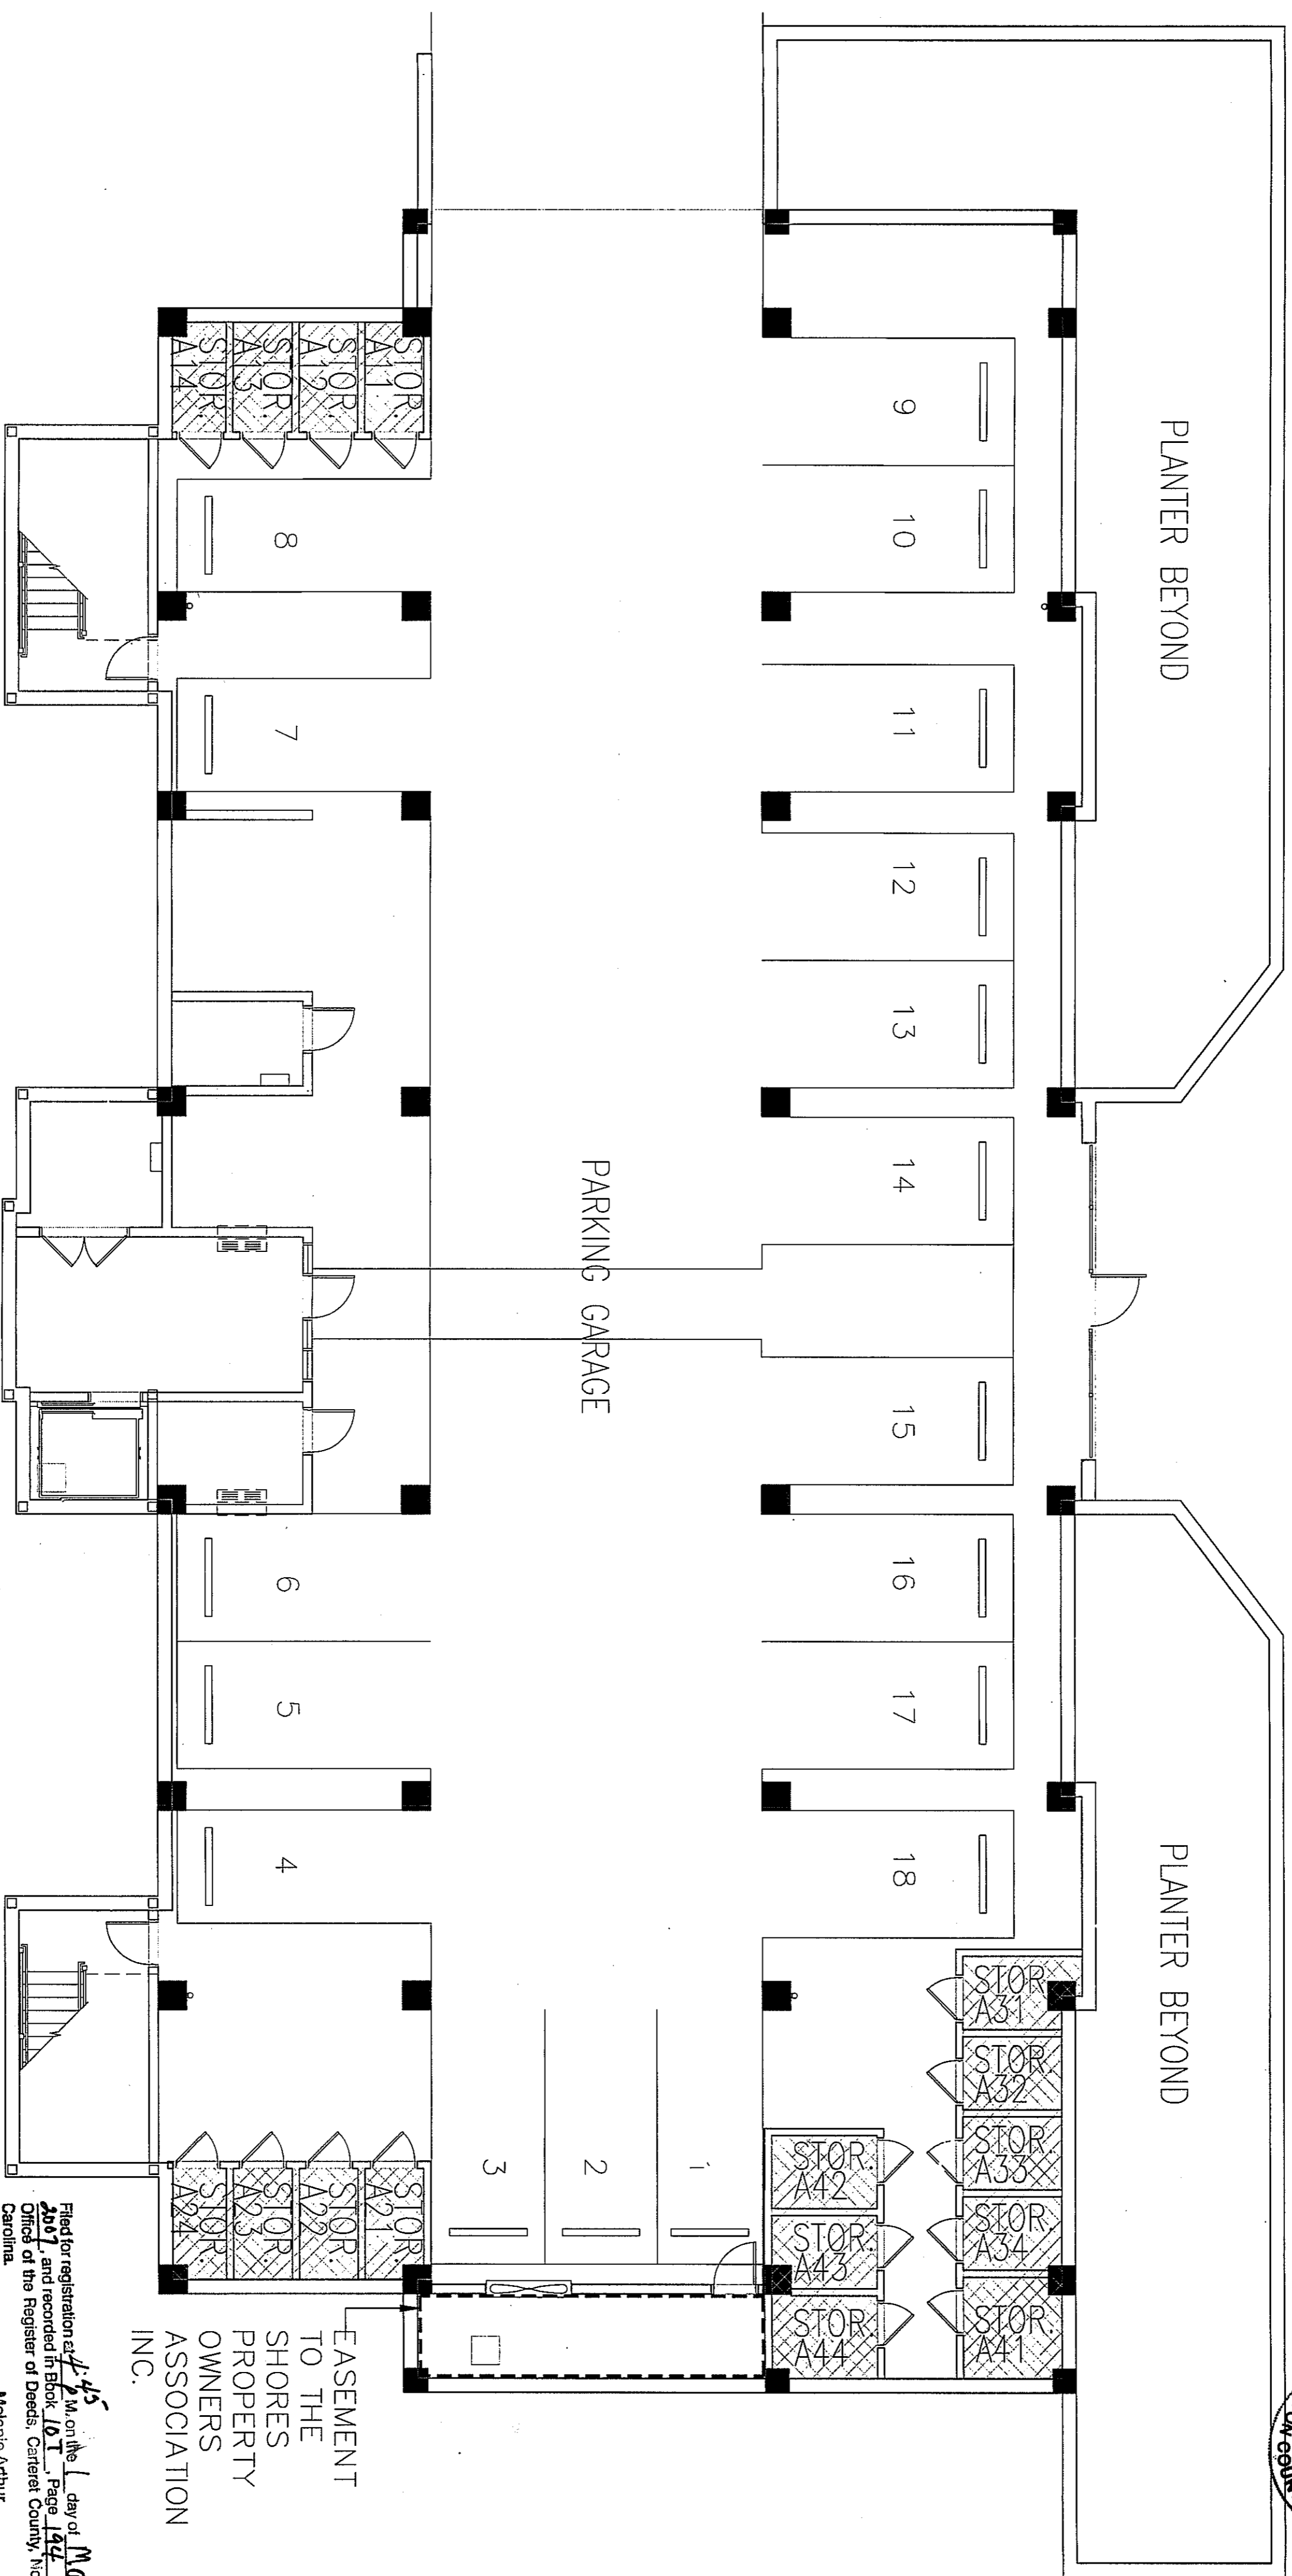 PLANTER BEYOND
PLANTER BEYOND
9
10
11
12
13
14
15
16
17
18
STOR.
A31
STOR.
A32
STOR.
A33
STOR.
A34
STOR.
A41
STOR.
A42
STOR.
A43
STOR.
A44
PARKING GARAGE
1
2
3
STOR.
A11
STOR.
A12
STOR.
A13
STOR.
A14
8
7
6
5
4
STOR.
A21
STOR.
A22
STOR.
A23
STOR.
A24
EASEMENT
TO THE
SHORES
PROPERTY
OWNERS
ASSOCIATION
INC.
Filed for registration at 4:45
P M. on the 1 day of
2007, and recorded in Book 10T, Page 194
Office of the Register of Deeds, Carteret County,
Carolina.
Melanie Arthur